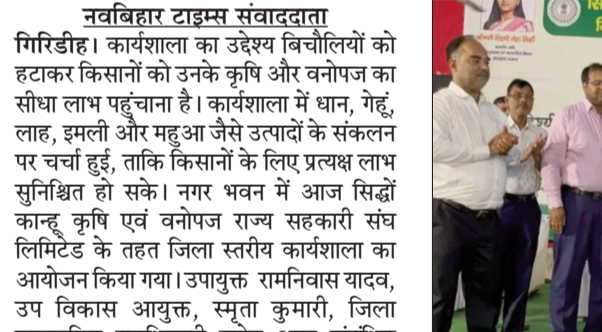 नवबिहार टाइम्स संवाददाता
गिरिडीह। कार्यशाला का उद्देश्य बिचौलियों को
हटाकर किसानों को उनके कृषि और वनोपज का
सीधा लाभ पहुंचाना है। कार्यशाला में धान, गेहूं,
लाह, इमली और महुआ जैसे उत्पादों के संकलन
पर चर्चा हुई, ताकि किसानों के लिए प्रत्यक्ष लाभ
सुनिश्चित हो सके। नगर भवन में आज सिद्धों
कान्हू कृषि एवं वनोपज राज्य सहकारी संघ
लिमिटेड के तहत जिला स्तरीय कार्यशाला का
आयोजन किया गया। उपायुक्त रामनिवास यादव,
उप विकास आयुक्त, स्मृता कुमारी, जिला